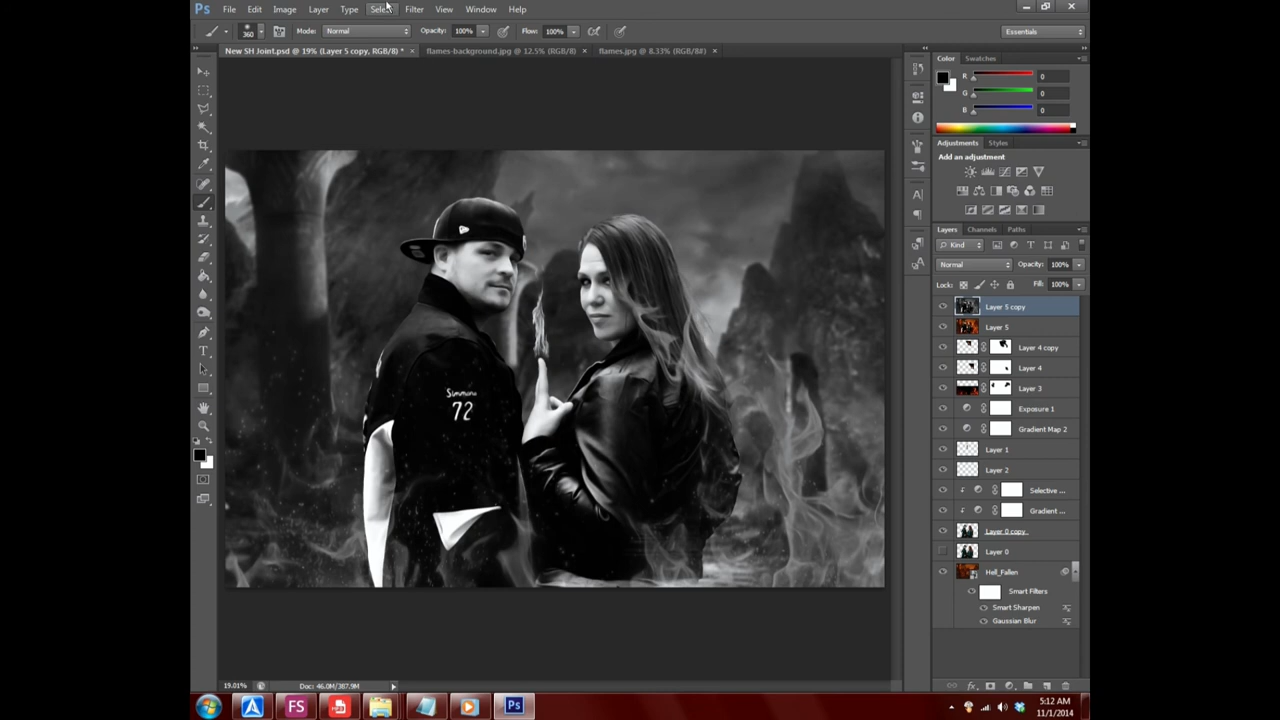 Ps File Edit Image Layer Type Select Filter View Window Help
360 Mode: Normal Opacity: 100% Flow: 100% Essentials
New SH Joint.psd @ 19% (Layer 5 copy, RGB/8) * × flames-background.jpg @ 12.5% (RGB/8) × flames.jpg @ 8.33% (RGB/8#) ×
Color Swatches
R 0
G 0
B 0
Adjustments Styles
Add an adjustment
Layers Channels Paths
Kind
Normal Opacity: 100%
Lock: Fill: 100%
Layer 5 copy
Layer 5
Layer 4 copy
Layer 4
Layer 3
Exposure 1
Gradient Map 2
Layer 1
Layer 2
Selective ...
Gradient ...
Layer 0 copy
Layer 0
Hell_Fallen
Smart Filters
Smart Sharpen
Gaussian Blur
Simmons
72
19.01% Doc: 46.0M/387.9M
FS Ps 5:12 AM
11/1/2014